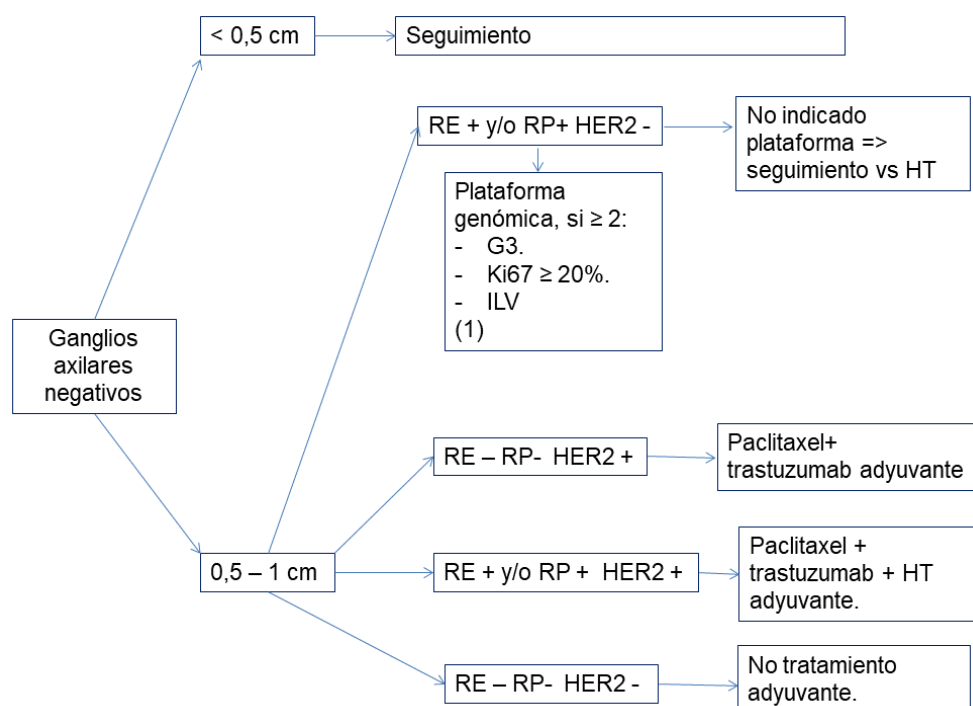 < 0,5 cm
Seguimiento
RE + y/o RP+ HER2 -
No indicado
plataforma =>
seguimiento vs HT
Plataforma
genómica, si ≥ 2:
- G3.
- Ki67 ≥ 20%.
- ILV
(1)
Ganglios
axilares
negativos
RE – RP- HER2 +
Paclitaxel+
trastuzumab adyuvante
0,5 – 1 cm
RE + y/o RP + HER2 +
Paclitaxel +
trastuzumab + HT
adyuvante.
RE – RP- HER2 -
No tratamiento
adyuvante.